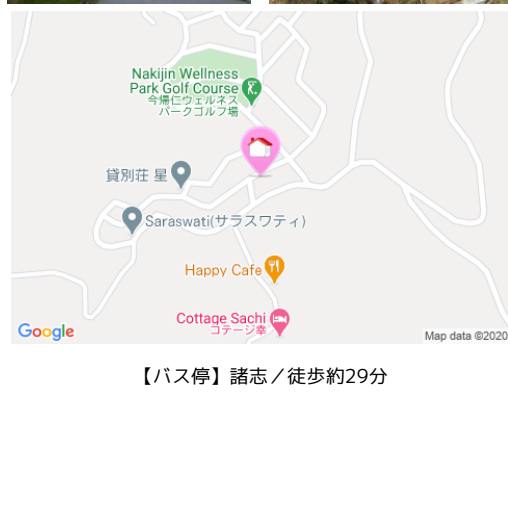 Nakijin Wellness
Park Golf Course
今帰仁ウェルネス
パークゴルフ場
貸別荘 星
Saraswati(サラスワティ)
Happy Cafe
Cottage Sachi
コテージ幸
Google
Map data ©2020
【バス停】諸志／徒歩約29分